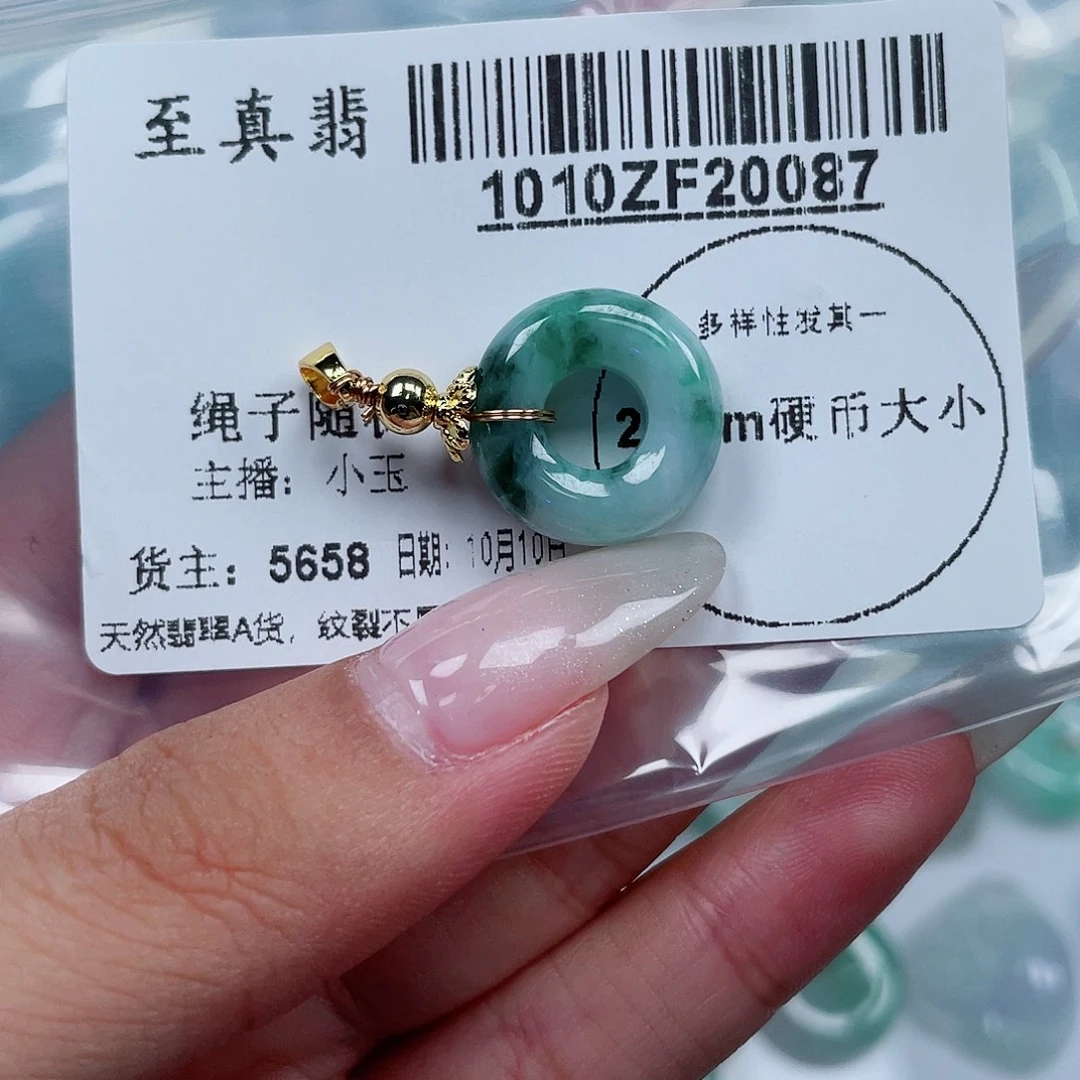 至真翡
1010ZF20087
多样性发其一
绳子随
2
m硬币大小
主播：小玉
货主：5658 日期：10月10日
天然翡翠A货，纹裂不